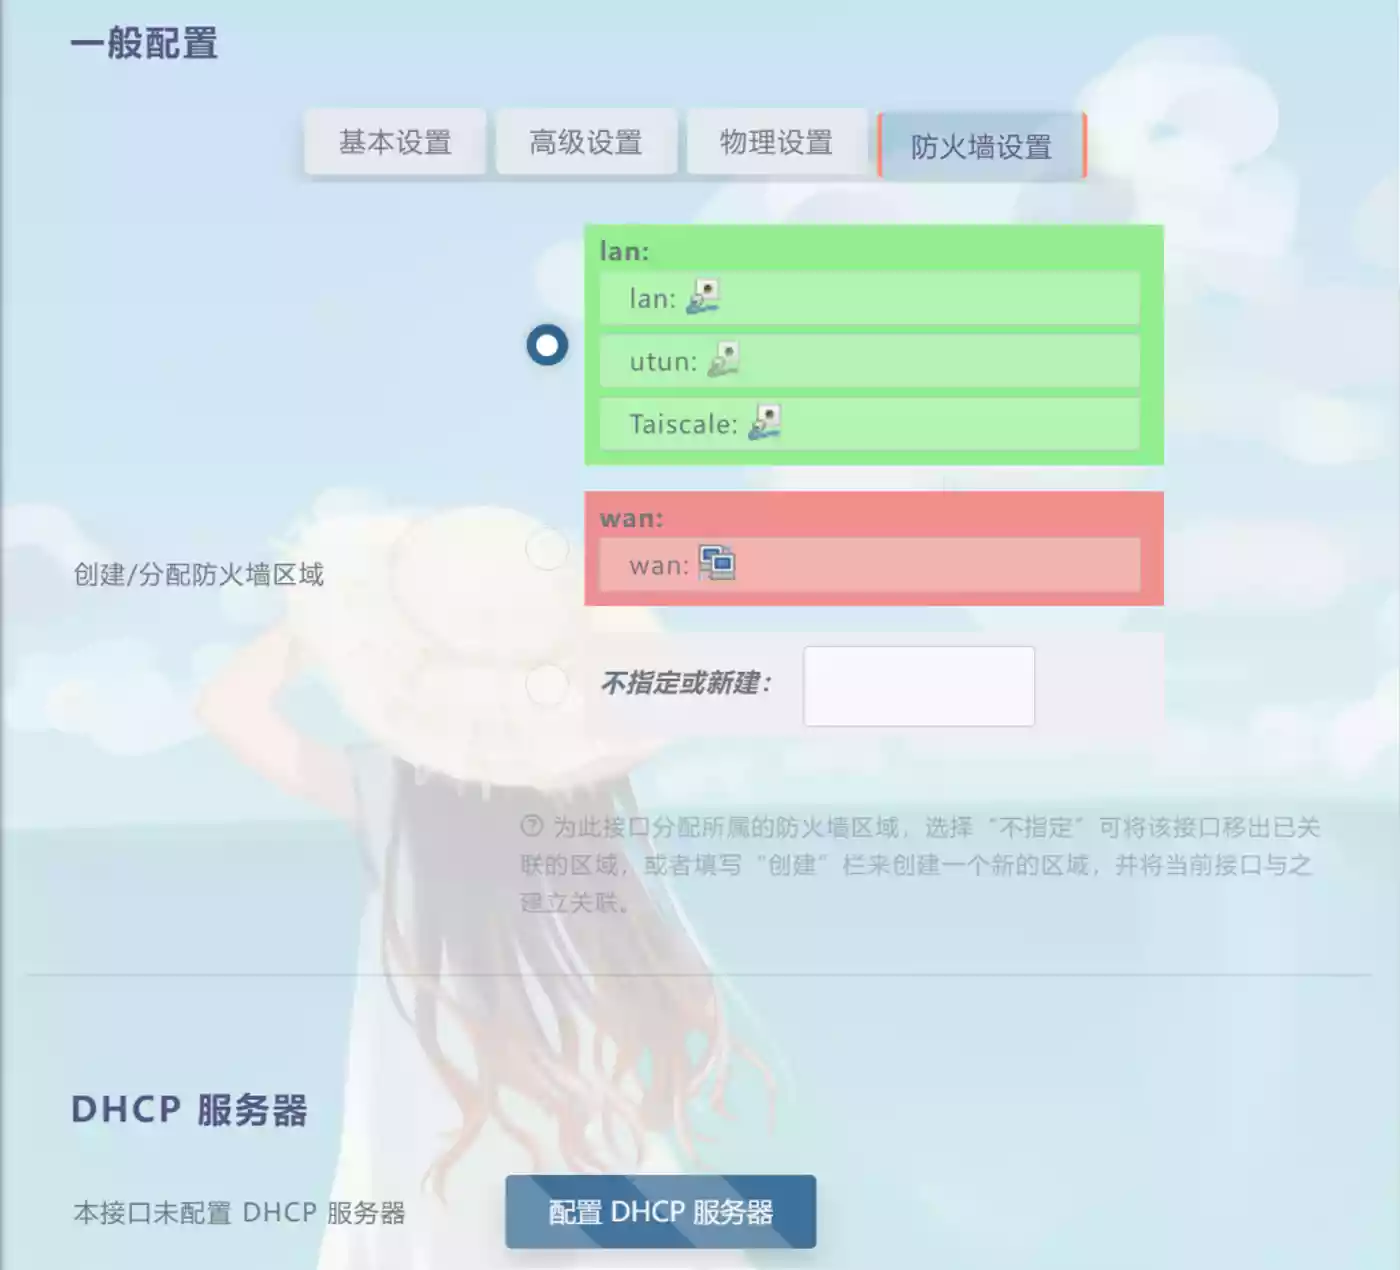 一般配置
基本设置 高级设置 物理设置 防火墙设置
lan:
lan:
utun:
Taiscale:
wan:
wan:
创建/分配防火墙区域
不指定或新建：
为此接口分配所属的防火墙区域，选择“不指定”可将该接口移出已关
联的区域，或者填写“创建”栏来创建一个新的区域，并将当前接口与之
建立关联。
DHCP 服务器
本接口未配置 DHCP 服务器 配置 DHCP 服务器